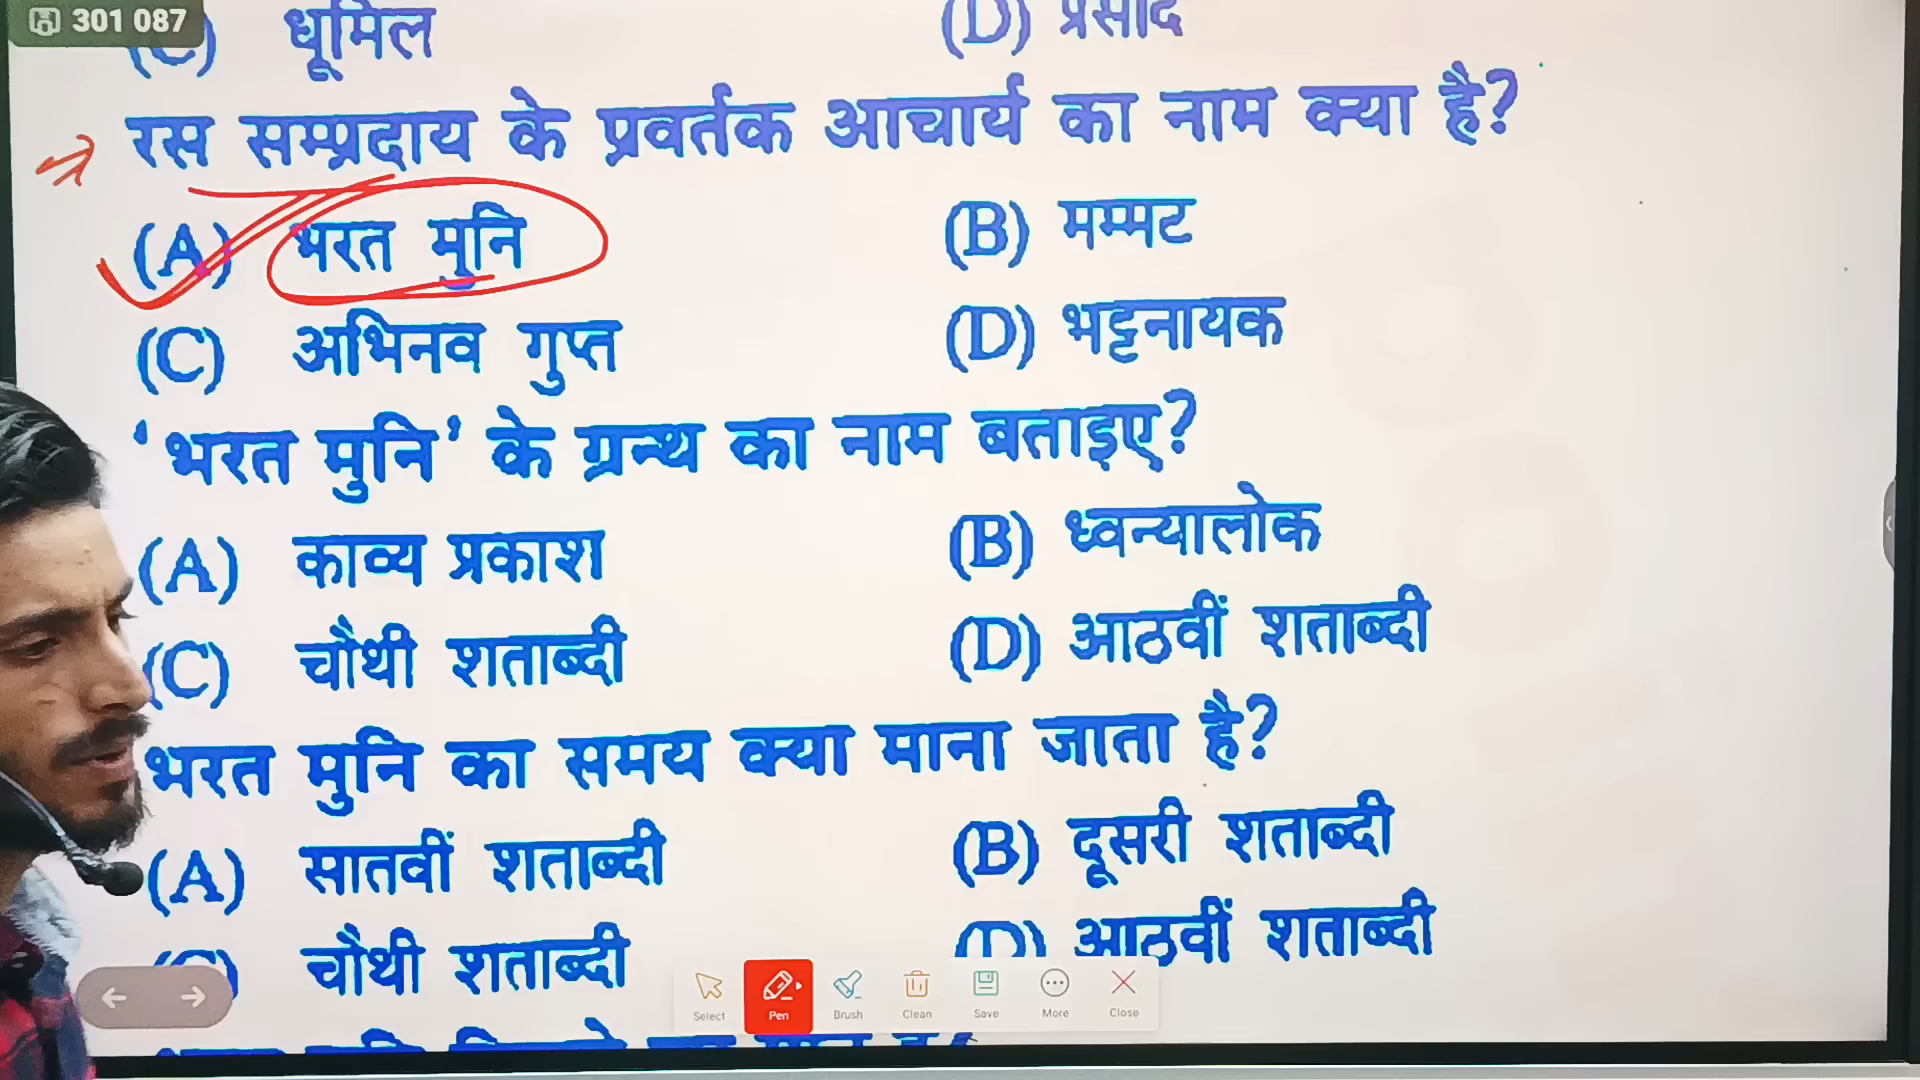 301 087
(C) धूमिल (D) प्रसाद
रस सम्प्रदाय के प्रवर्तक आचार्य का नाम क्या है?
(A) भरत मुनि (B) मम्मट
(C) अभिनव गुप्त (D) भट्टनायक
‘भरत मुनि’ के ग्रन्थ का नाम बताइए?
(A) काव्य प्रकाश (B) ध्वन्यालोक
(C) चौथी शताब्दी (D) आठवीं शताब्दी
भरत मुनि का समय क्या माना जाता है?
(A) सातवीं शताब्दी (B) दूसरी शताब्दी
(C) चौथी शताब्दी (D) आठवीं शताब्दी
Select Pen Brush Clean Save More Close